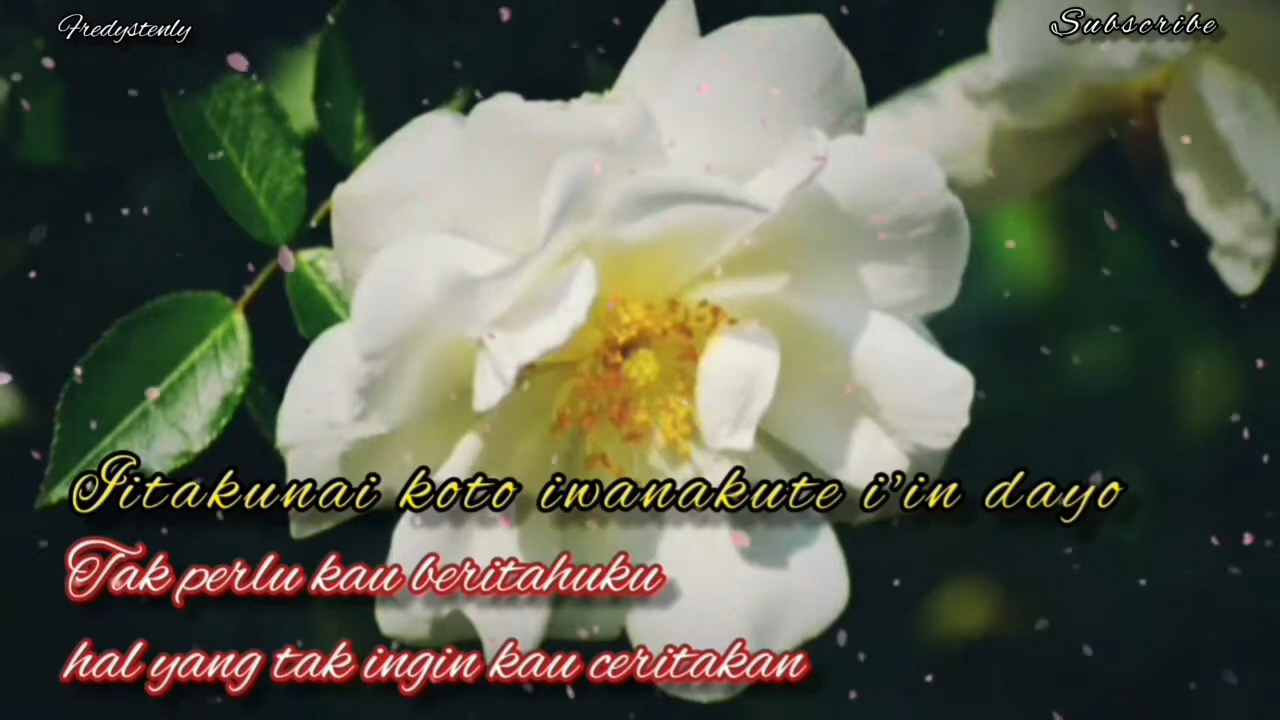 Fredystenly
Subscribe
Iitakunai koto iwanakute i'in dayo
Tak perlu kau beritahuku
hal yang tak ingin kau ceritakan